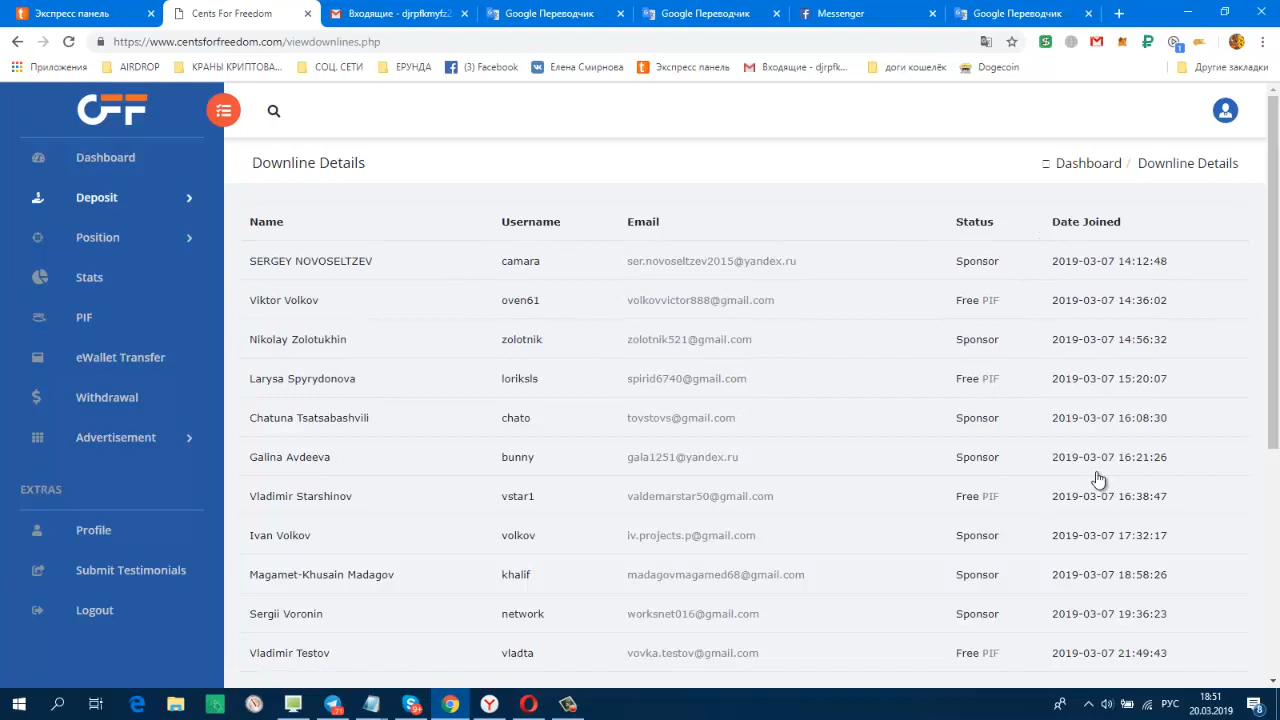 Экспресс панель
Cents For Freedom
Входящие - djrpfkmyfz2
Google Переводчик
Google Переводчик
Messenger
Google Переводчик
https://www.centsforfreedom.com/viewdownlines.php
Приложения
AIRDROP
КРАНЫ КРИПТОВА...
СОЦ. СЕТИ
ЕРУНДА
(3) Facebook
Елена Смирнова
Экспресс панель
Входящие - djrpfk...
доги кошелёк
Dogecoin
Другие закладки
CFF
Dashboard
Deposit
Position
Stats
PIF
eWallet Transfer
Withdrawal
Advertisement
EXTRAS
Profile
Submit Testimonials
Logout
Downline Details
Dashboard / Downline Details
Name Username Email Status Date Joined
SERGEY NOVOSELTZEV camara ser.novoseltzev2015@yandex.ru Sponsor 2019-03-07 14:12:48
Viktor Volkov oven61 volkovvictor888@gmail.com Free PIF 2019-03-07 14:36:02
Nikolay Zolotukhin zolotnik zolotnik521@gmail.com Sponsor 2019-03-07 14:56:32
Larysa Spyrydonova loriksls spirid6740@gmail.com Free PIF 2019-03-07 15:20:07
Chatuna Tsatsabashvili chato tovstovs@gmail.com Sponsor 2019-03-07 16:08:30
Galina Avdeeva bunny gala1251@yandex.ru Sponsor 2019-03-07 16:21:26
Vladimir Starshinov vstar1 valdemarstar50@gmail.com Free PIF 2019-03-07 16:38:47
Ivan Volkov volkov iv.projects.p@gmail.com Sponsor 2019-03-07 17:32:17
Magamet-Khusain Madagov khalif madagovmagamed68@gmail.com Sponsor 2019-03-07 18:58:26
Sergii Voronin network worksnet016@gmail.com Sponsor 2019-03-07 19:36:23
Vladimir Testov vladta vovka.testov@gmail.com Free PIF 2019-03-07 21:49:43
РУС
18:51
20.03.2019